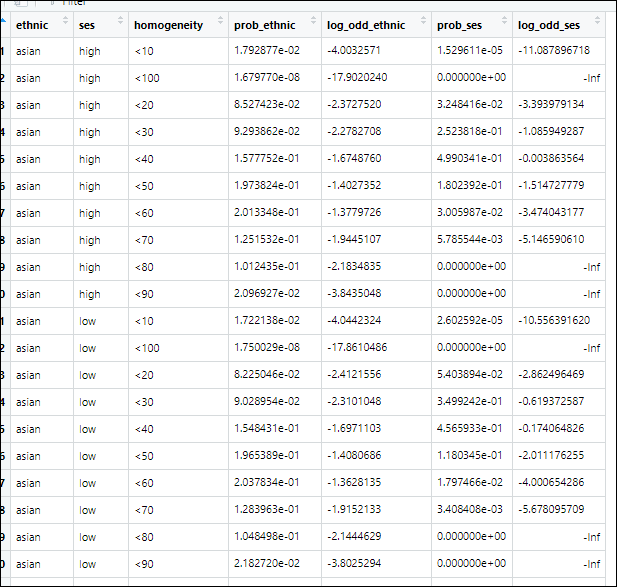 Filter
ethnic ses homogeneity prob_ethnic log_odd_ethnic prob_ses log_odd_ses
1 asian high <10 1.792877e-02 -4.0032571 1.529611e-05 -11.087896718
2 asian high <100 1.679770e-08 -17.9020240 0.000000e+00 -Inf
3 asian high <20 8.527423e-02 -2.3727520 3.248416e-02 -3.393979134
4 asian high <30 9.293862e-02 -2.2782708 2.523818e-01 -1.085949287
5 asian high <40 1.577752e-01 -1.6748760 4.990341e-01 -0.003863564
6 asian high <50 1.973824e-01 -1.4027352 1.802392e-01 -1.514727779
7 asian high <60 2.013348e-01 -1.3779726 3.005987e-02 -3.474043177
8 asian high <70 1.251532e-01 -1.9445107 5.785544e-03 -5.146590610
9 asian high <80 1.012435e-01 -2.1834835 0.000000e+00 -Inf
0 asian high <90 2.096927e-02 -3.8435048 0.000000e+00 -Inf
1 asian low <10 1.722138e-02 -4.0442324 2.602592e-05 -10.556391620
2 asian low <100 1.750029e-08 -17.8610486 0.000000e+00 -Inf
3 asian low <20 8.225046e-02 -2.4121556 5.403894e-02 -2.862496469
4 asian low <30 9.028954e-02 -2.3101048 3.499242e-01 -0.619372587
5 asian low <40 1.548431e-01 -1.6971103 4.565933e-01 -0.174064826
6 asian low <50 1.965389e-01 -1.4080686 1.180345e-01 -2.011176255
7 asian low <60 2.037834e-01 -1.3628135 1.797466e-02 -4.000654286
8 asian low <70 1.283963e-01 -1.9152133 3.408408e-03 -5.678095709
9 asian low <80 1.048498e-01 -2.1444629 0.000000e+00 -Inf
0 asian low <90 2.182720e-02 -3.8025294 0.000000e+00 -Inf